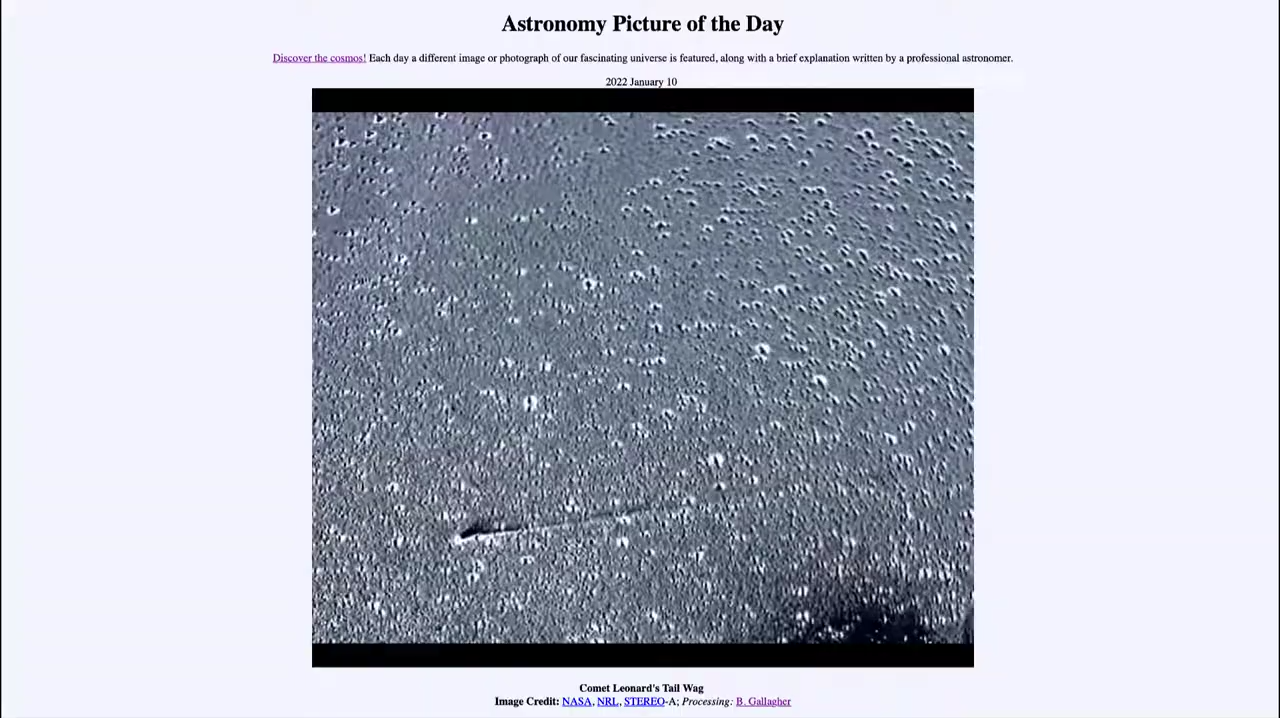 Astronomy Picture of the Day
Discover the cosmos! Each day a different image or photograph of our fascinating universe is featured, along with a brief explanation written by a professional astronomer.
2022 January 10
Comet Leonard's Tail Wag
Image Credit: NASA, NRL, STEREO-A; Processing: B. Gallagher